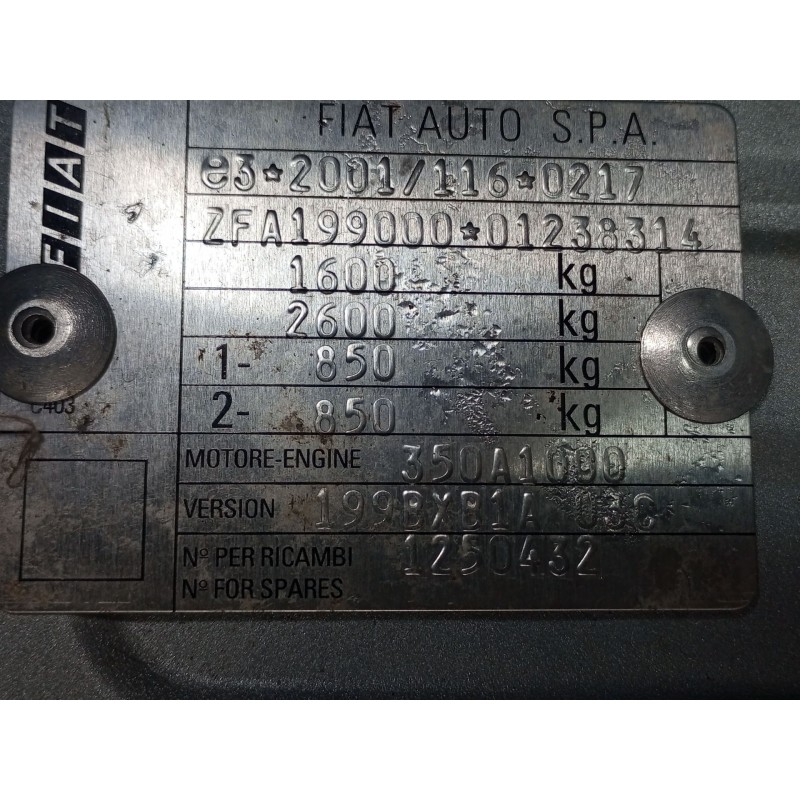 FIAT
FIAT AUTO S.P.A.
e3*2001/116*0217
ZFA199000*01238314
1600 kg
2600 kg
1- 850 kg
2- 850 kg
C403
MOTORE-ENGINE 350A1000
VERSION 199BXB1A
Nº PER RICAMBI 1250432
Nº FOR SPARES